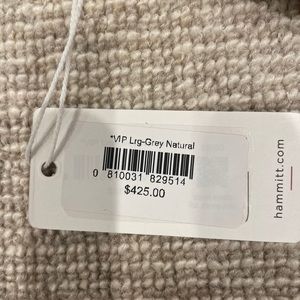 *VIP Lrg-Grey Natural
0 810031 829514
$425.00
hammitt.com